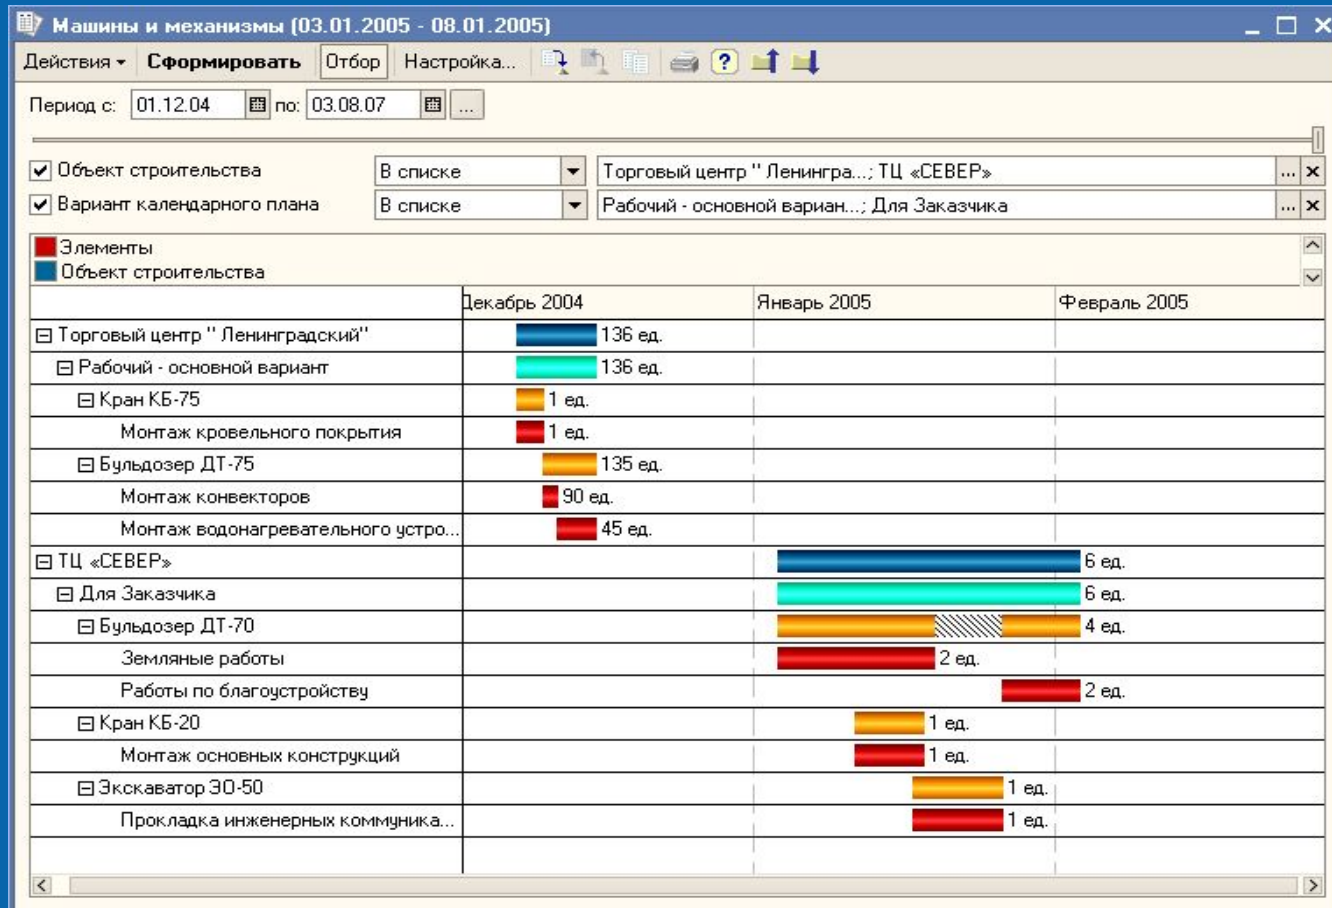 Машины и механизмы (03.01.2005 - 08.01.2005)
Действия Сформировать Отбор Настройка... ?
Период с: 01.12.04 по: 03.08.07 ...
Объект строительства В списке Торговый центр " Ленингра...; ТЦ «СЕВЕР» ... ×
Вариант календарного плана В списке Рабочий - основной вариан...; Для Заказчика ... ×
Элементы
Объект строительства
Декабрь 2004 Январь 2005 Февраль 2005
Торговый центр " Ленинградский" 136 ед.
Рабочий - основной вариант 136 ед.
Кран КБ-75 1 ед.
Монтаж кровельного покрытия 1 ед.
Бульдозер ДТ-75 135 ед.
Монтаж конвекторов 90 ед.
Монтаж водонагревательного устро... 45 ед.
ТЦ «СЕВЕР» 6 ед.
Для Заказчика 6 ед.
Бульдозер ДТ-70 4 ед.
Земляные работы 2 ед.
Работы по благоустройству 2 ед.
Кран КБ-20 1 ед.
Монтаж основных конструкций 1 ед.
Экскаватор ЭО-50 1 ед.
Прокладка инженерных коммуника... 1 ед.